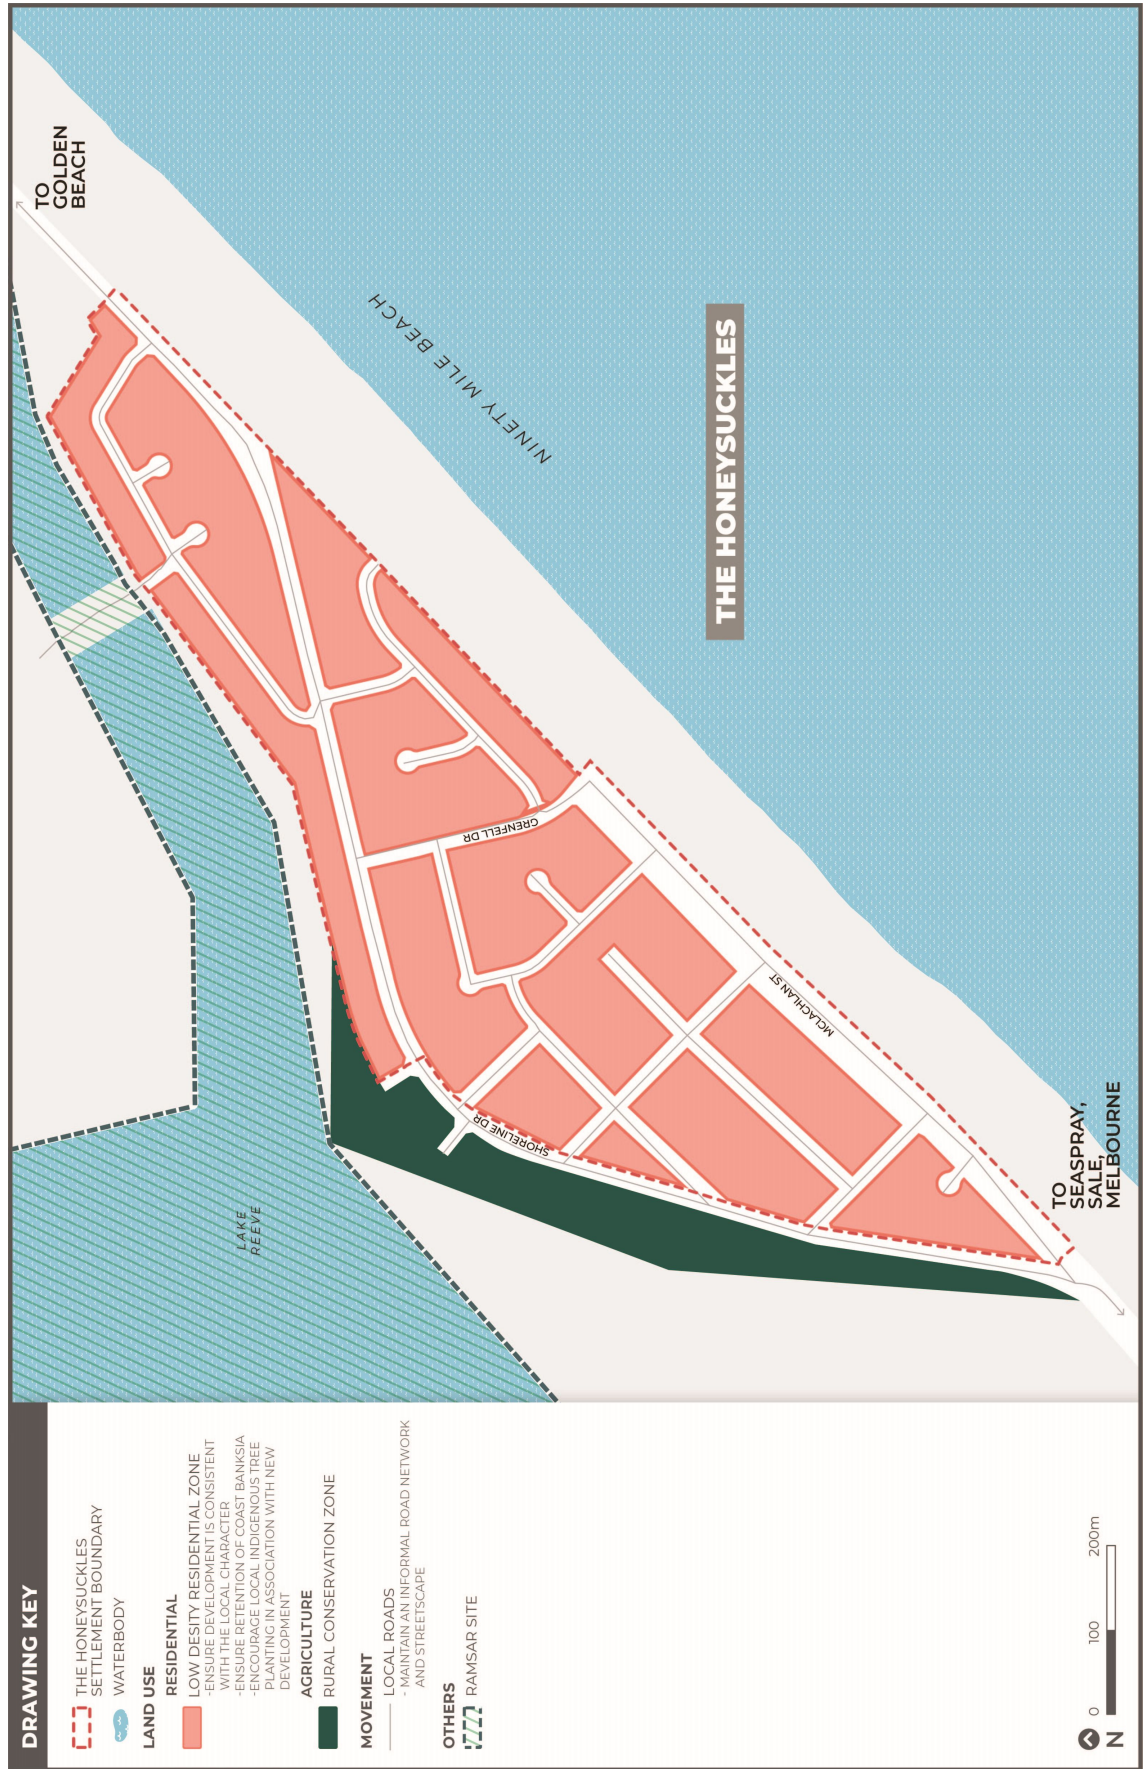 DRAWING KEY
THE HONEYSUCKLES
SETTLEMENT BOUNDARY
WATERBODY
LAND USE
RESIDENTIAL
LOW DESITY RESIDENTIAL ZONE
-ENSURE DEVELOPMENT IS CONSISTENT
WITH THE LOCAL CHARACTER
-ENSURE RETENTION OF COAST BANKSIA
-ENCOURAGE LOCAL INDIGENOUS TREE
PLANTING IN ASSOCIATION WITH NEW
DEVELOPMENT
AGRICULTURE
RURAL CONSERVATION ZONE
MOVEMENT
LOCAL ROADS
- MAINTAIN AN INFORMAL ROAD NETWORK
AND STREETSCAPE
OTHERS
RAMSAR SITE
N
0 100 200m
TO
GOLDEN
BEACH
NINETY MILE BEACH
THE HONEYSUCKLES
GRENFELL DR
MCLACHLAN ST
SHORELINE DR
LAKE
REEVE
TO
SEASPRAY,
SALE,
MELBOURNE